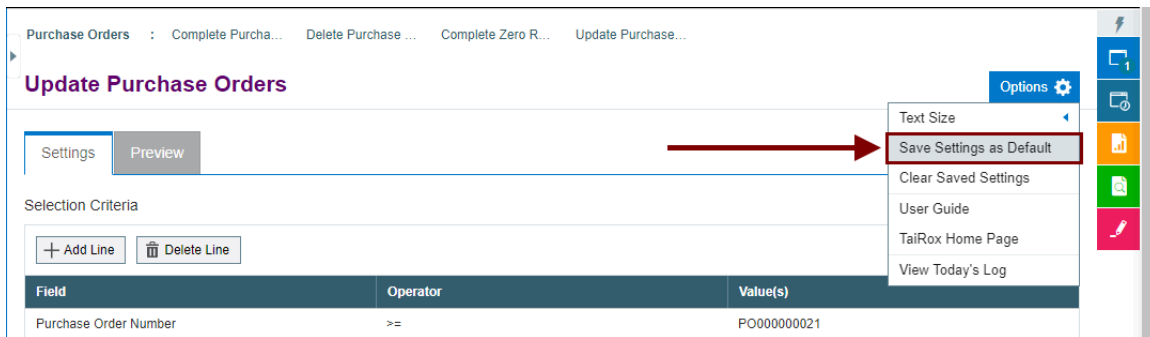 Purchase Orders : Complete Purcha... Delete Purchase ... Complete Zero R... Update Purchase...
Update Purchase Orders
Options
Text Size
Save Settings as Default
Clear Saved Settings
User Guide
TaiRox Home Page
View Today's Log
1
Settings Preview
Selection Criteria
Add Line Delete Line
Field Operator Value(s)
Purchase Order Number >= PO000000021